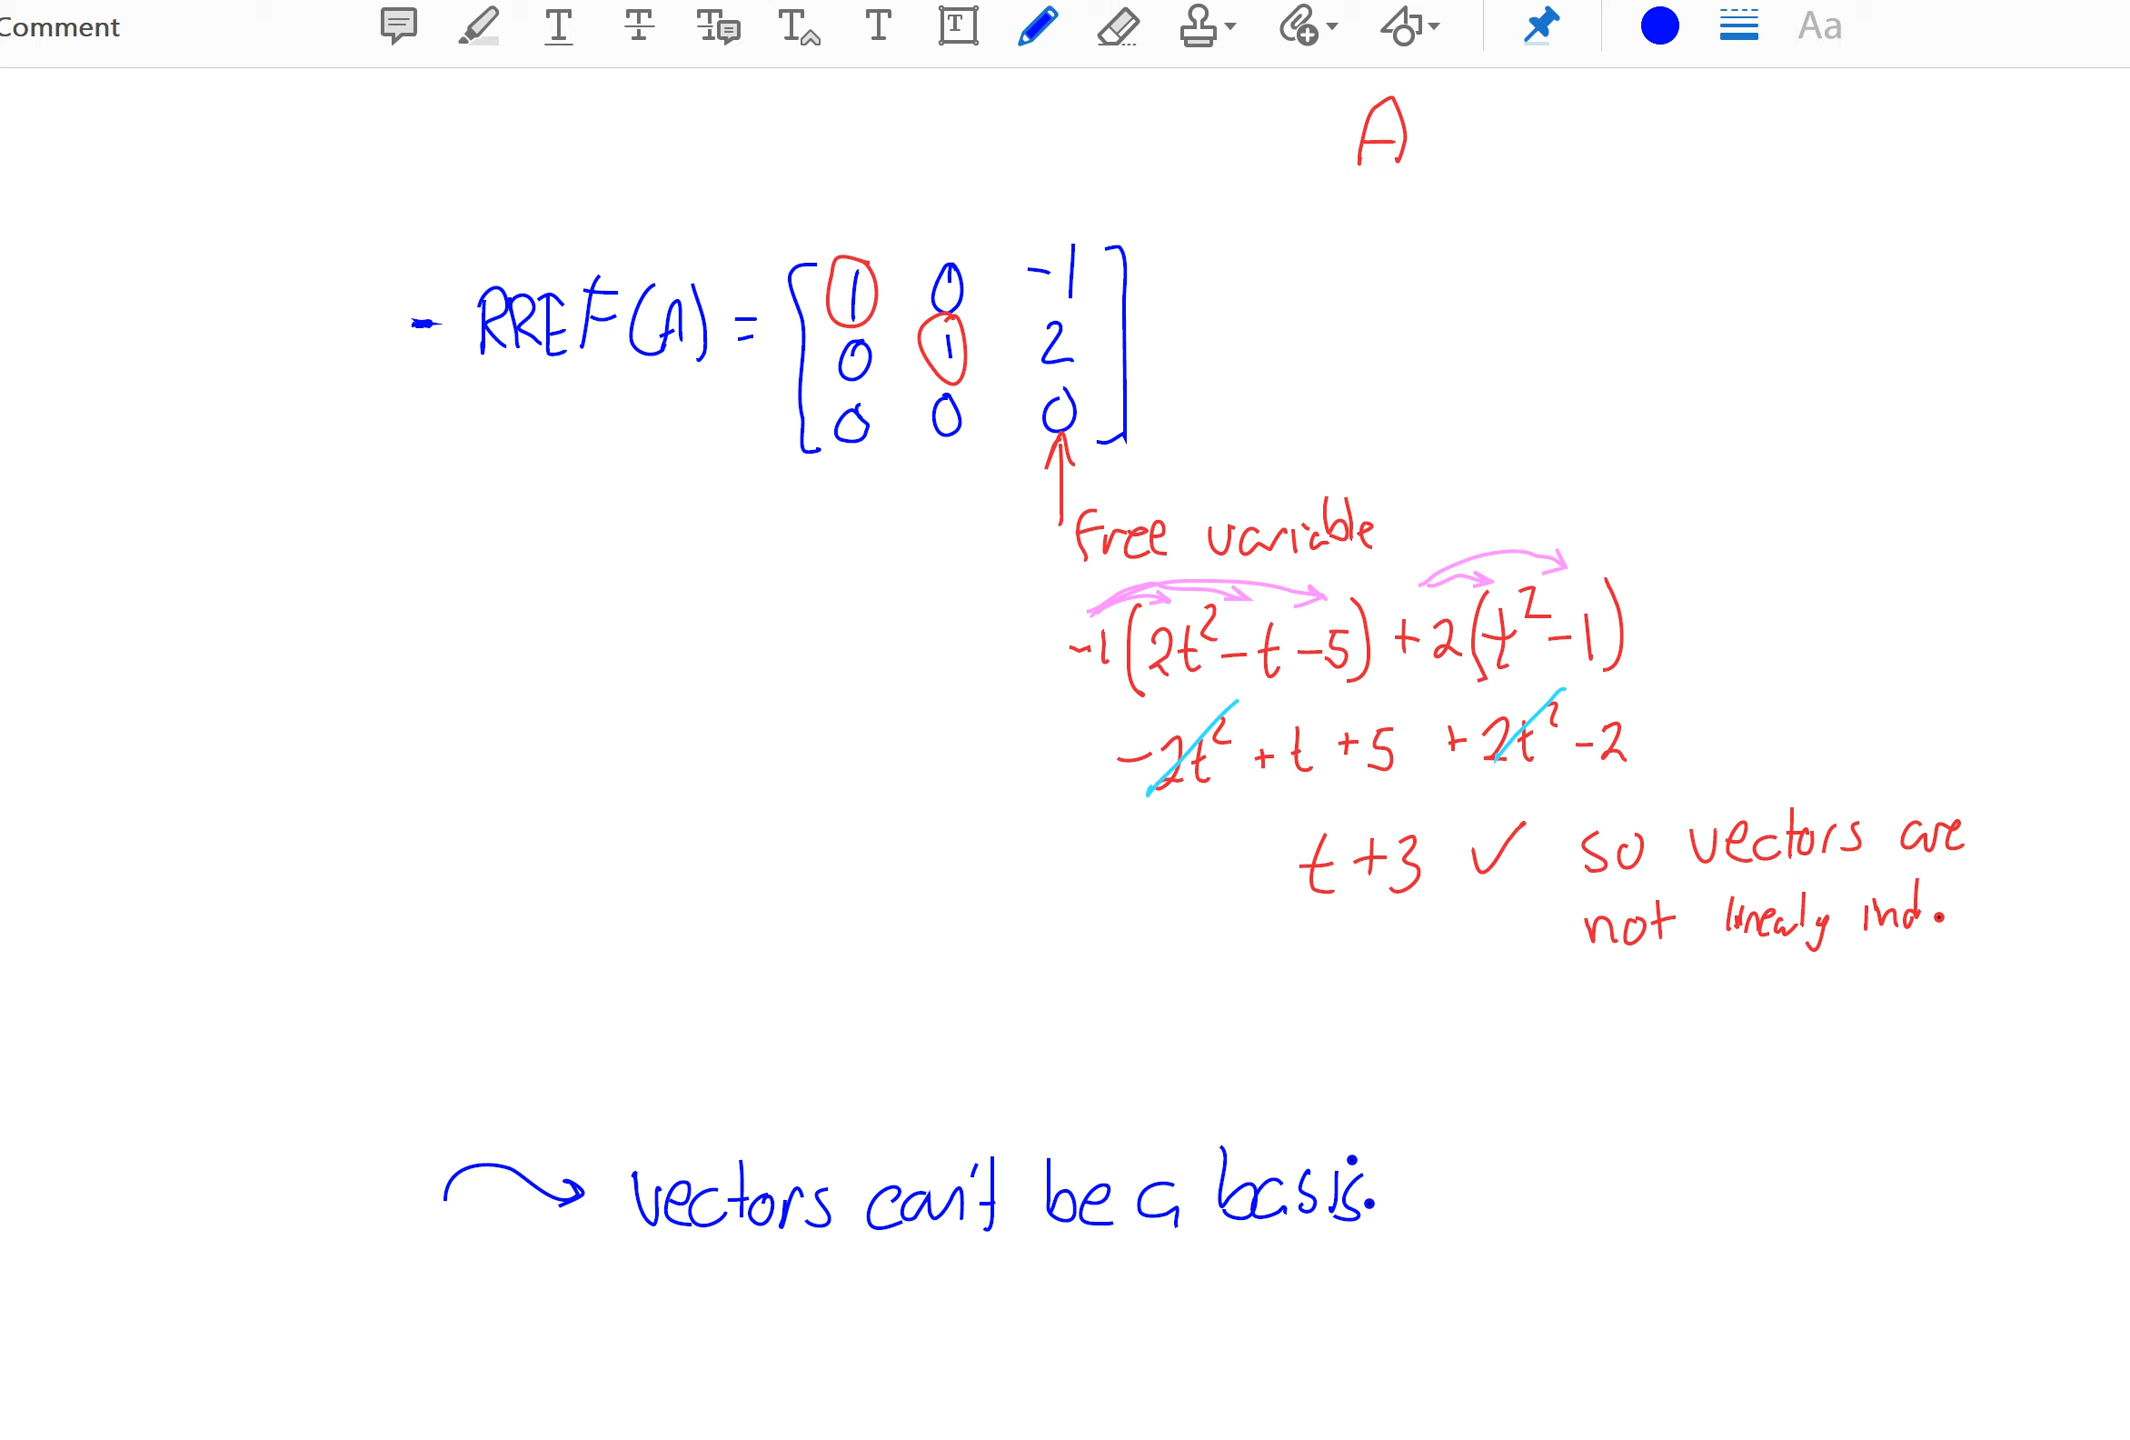 Comment
T T T T T T Aa
A
- RREF(A) = [1 0 -1
0 1 2
0 0 0]
Free variable
-1(2t² - t - 5) + 2(t² - 1)
-2t² + t + 5 + 2t² - 2
t + 3 ✓ so vectors are
not linearly ind.
vectors can't be a basis.